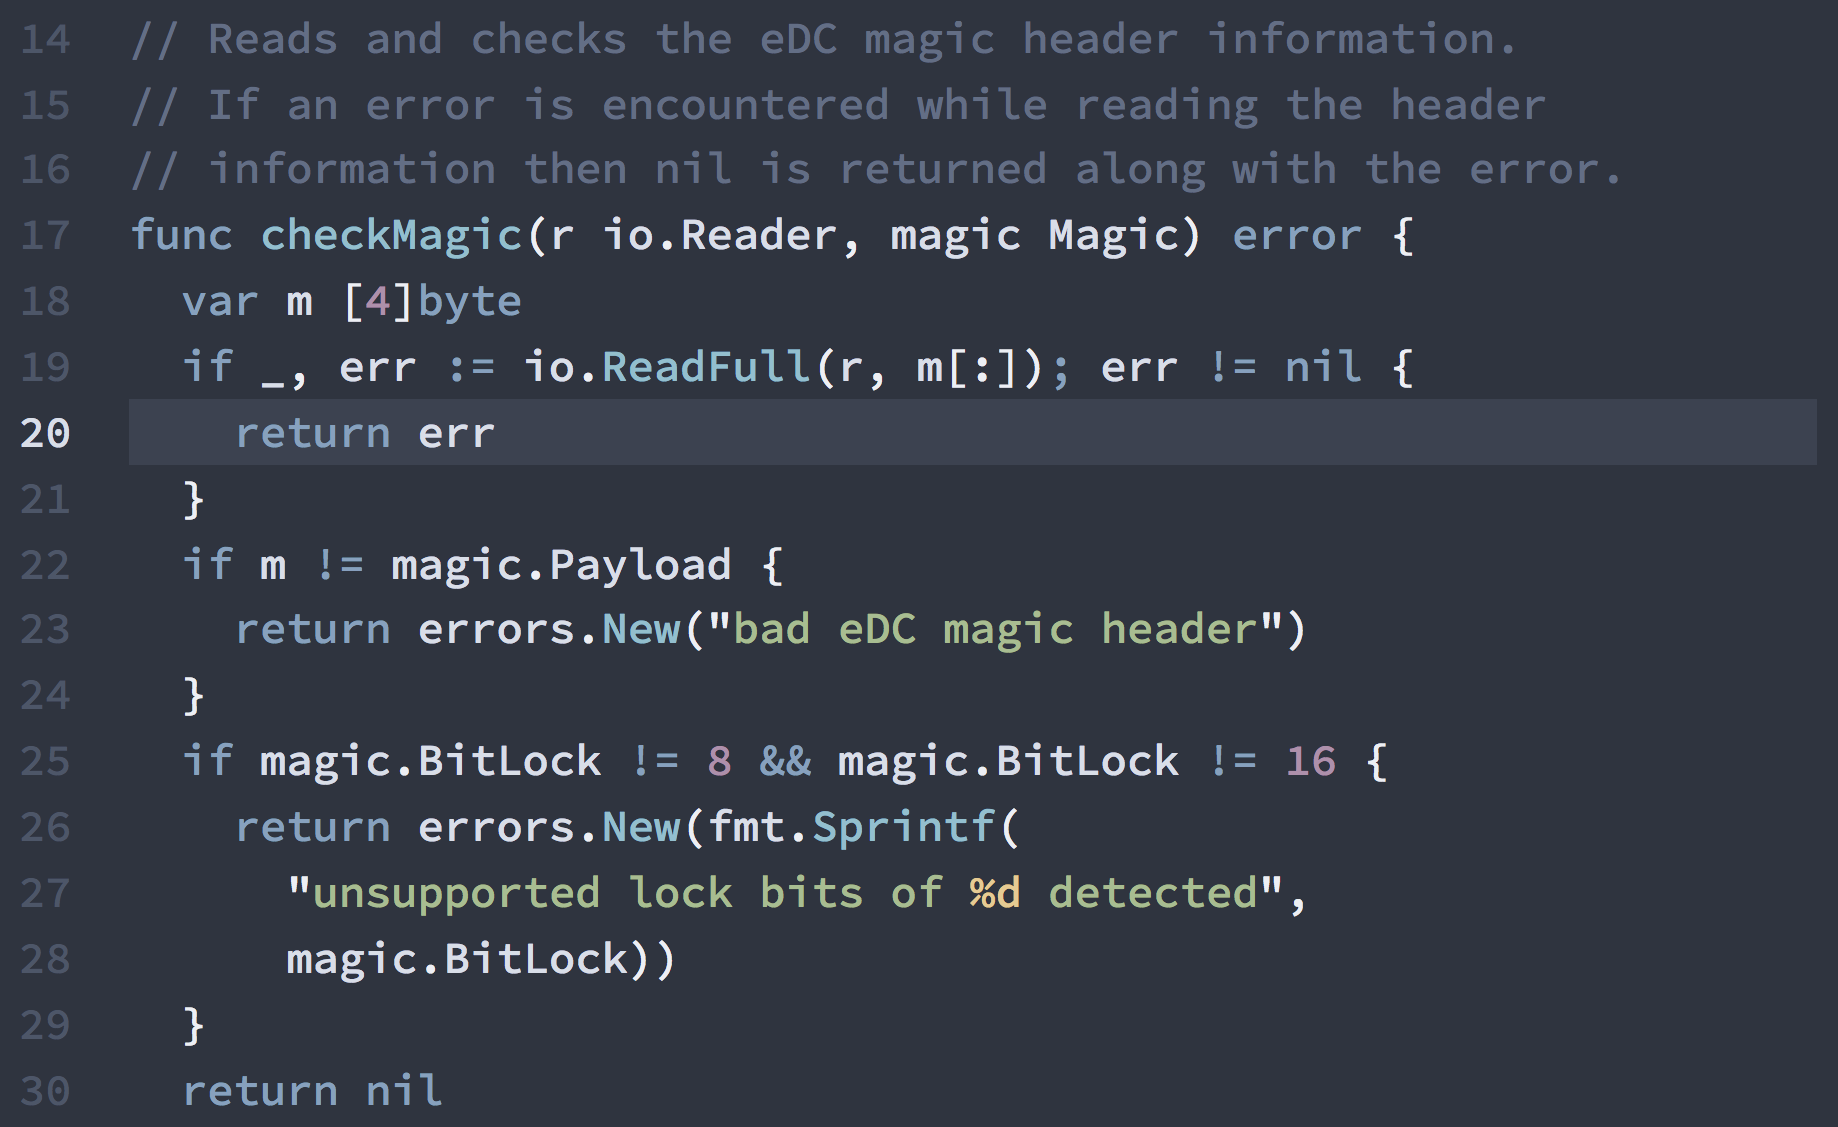 14 // Reads and checks the eDC magic header information.
15 // If an error is encountered while reading the header
16 // information then nil is returned along with the error.
17 func checkMagic(r io.Reader, magic Magic) error {
18   var m [4]byte
19   if _, err := io.ReadFull(r, m[:]); err != nil {
20     return err
21   }
22   if m != magic.Payload {
23     return errors.New("bad eDC magic header")
24   }
25   if magic.BitLock != 8 && magic.BitLock != 16 {
26     return errors.New(fmt.Sprintf(
27       "unsupported lock bits of %d detected",
28       magic.BitLock))
29   }
30   return nil